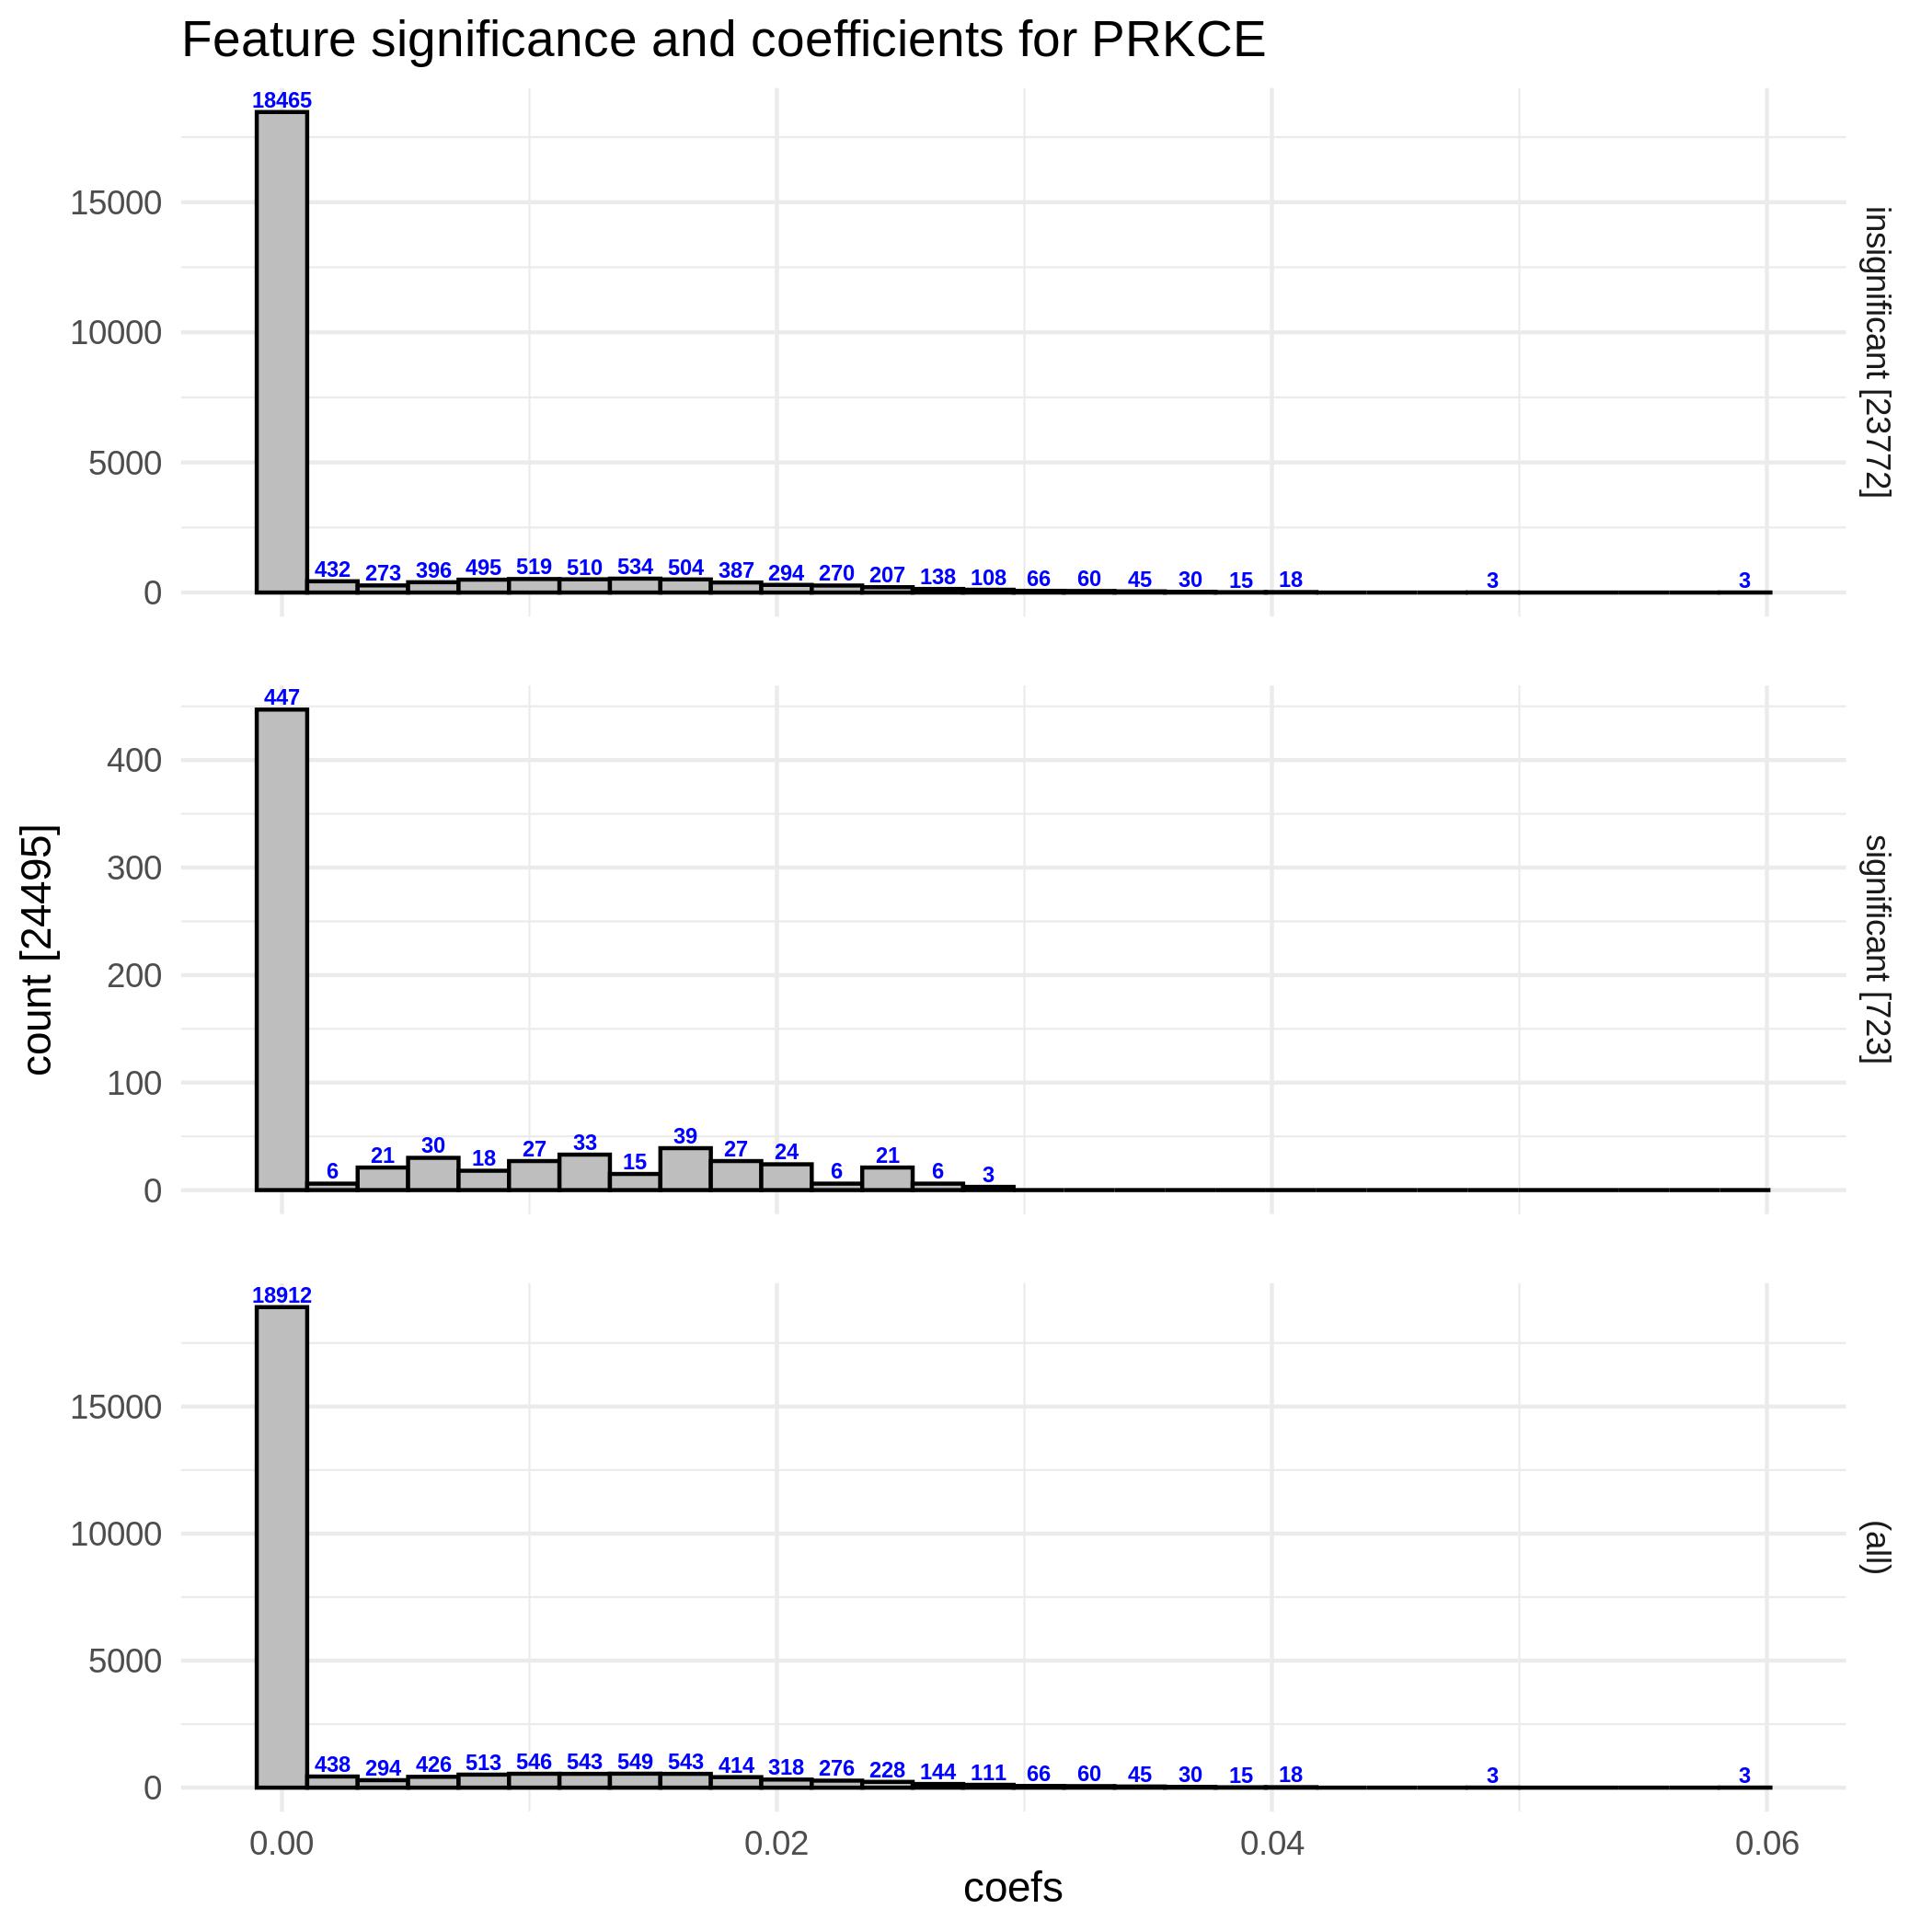 Feature significance and coefficients for PRKCE
18465
15000
10000
5000
0
432 273 396 495 519 510 534 504 387 294 270 207 138 108 66 60 45 30 15 18 3 3
insignificant [23772]
447
400
300
200
100
0
6 21 30 18 27 33 15 39 27 24 6 21 6 3
significant [723]
count [24495]
18912
15000
10000
5000
0
438 294 426 513 546 543 549 543 414 318 276 228 144 111 66 60 45 30 15 18 3 3
(all)
0.00 0.02 0.04 0.06
coefs